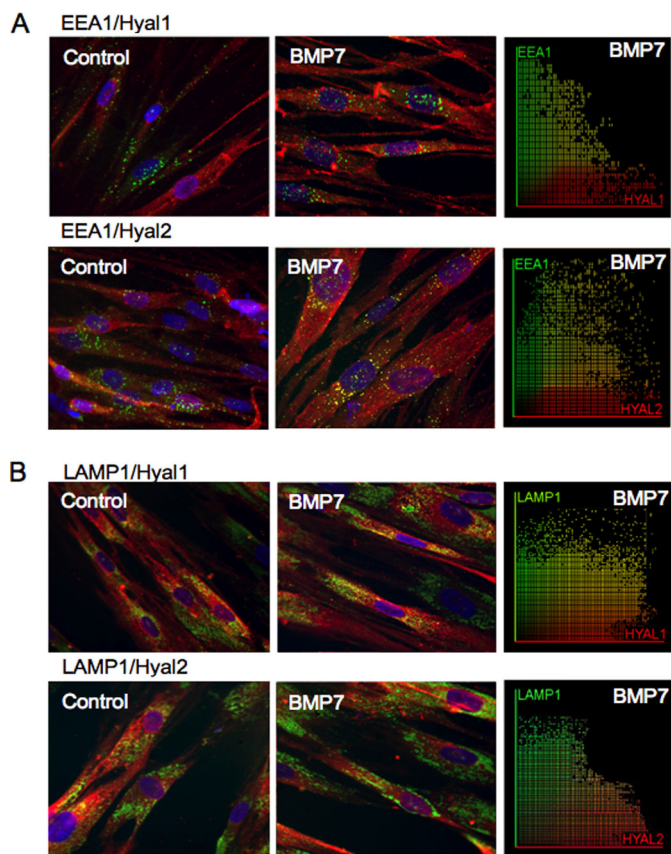 A
EEA1/Hyal1
Control
BMP7
EEA1
BMP7
HYAL1
EEA1/Hyal2
Control
BMP7
EEA1
BMP7
HYAL2
B
LAMP1/Hyal1
Control
BMP7
LAMP1
BMP7
HYAL1
LAMP1/Hyal2
Control
BMP7
LAMP1
BMP7
HYAL2